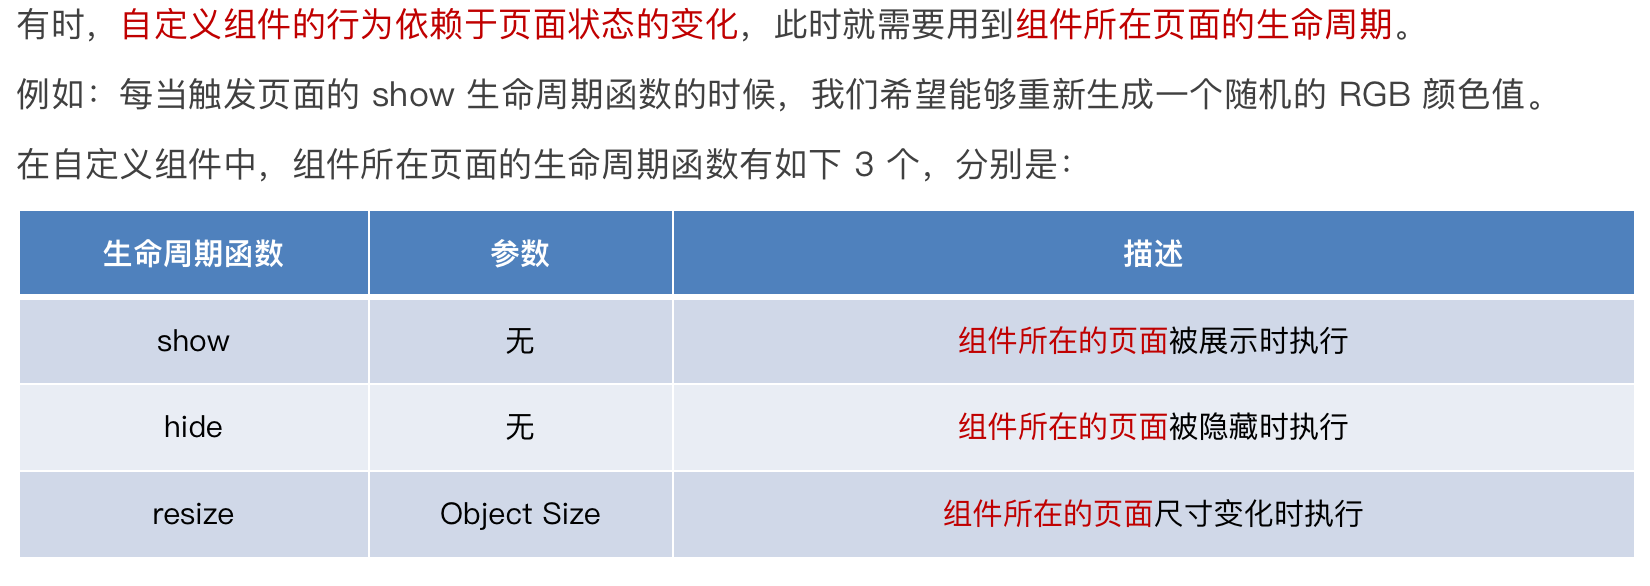 有时，自定义组件的行为依赖于页面状态的变化，此时就需要用到组件所在页面的生命周期。
例如：每当触发页面的 show 生命周期函数的时候，我们希望能够重新生成一个随机的 RGB 颜色值。
在自定义组件中，组件所在页面的生命周期函数有如下 3 个，分别是：
生命周期函数 参数 描述
show 无 组件所在的页面被展示时执行
hide 无 组件所在的页面被隐藏时执行
resize Object Size 组件所在的页面尺寸变化时执行